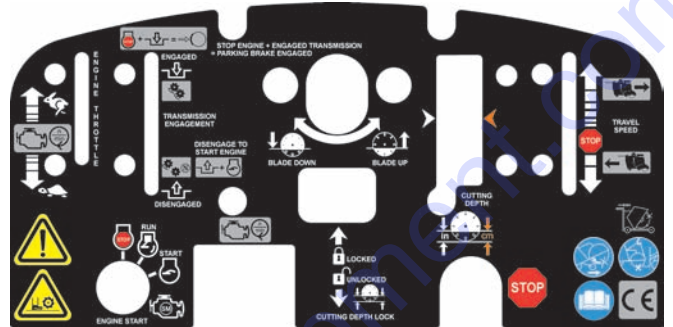 STOP
STOP ENGINE + ENGAGED TRANSMISSION
= PARKING BRAKE ENGAGED
ENGINE THROTTLE
ENGAGED
TRANSMISSION
ENGAGEMENT
DISENGAGE TO
START ENGINE
DISENGAGED
BLADE DOWN
BLADE UP
TRAVEL
SPEED
STOP
CUTTING
DEPTH
in
cm
RUN
STOP
START
ENGINE START
LOCKED
UNLOCKED
CUTTING DEPTH LOCK
STOP
CE